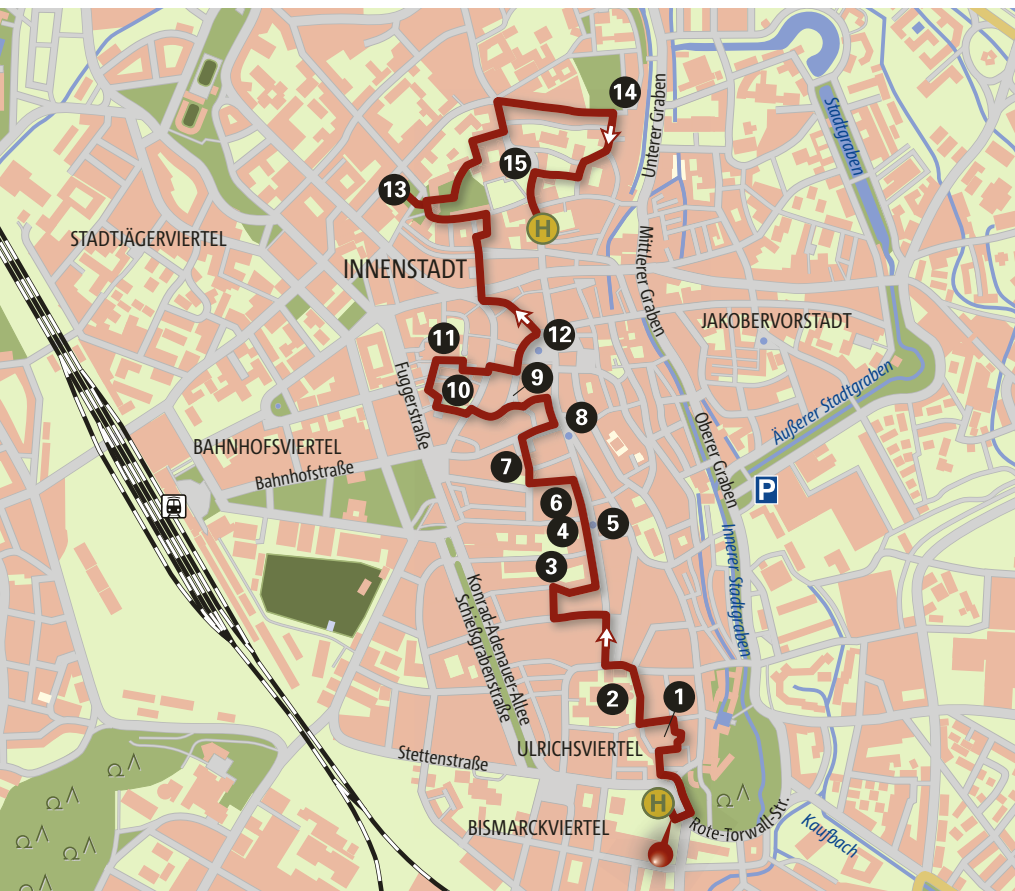 Stadtgraben
14
Unterer Graben
15
13
H
STADTJÄGERVIERTEL
INNENSTADT
Mittlerer Graben
JAKOBERVORSTADT
12
11
9
10
Fuggerstraße
Äußerer Stadtgraben
8
BAHNHOFSVIERTEL
Bahnhofstraße
7
Oberer Graben
P
6
5
4
Innerer Stadtgraben
3
Konrad-Adenauer-Allee
Schießgrabenstraße
2
1
ULRICHSVIERTEL
Stettenstraße
H
BISMARCKVIERTEL
Rote-Torwall-Str.
Kaufbach